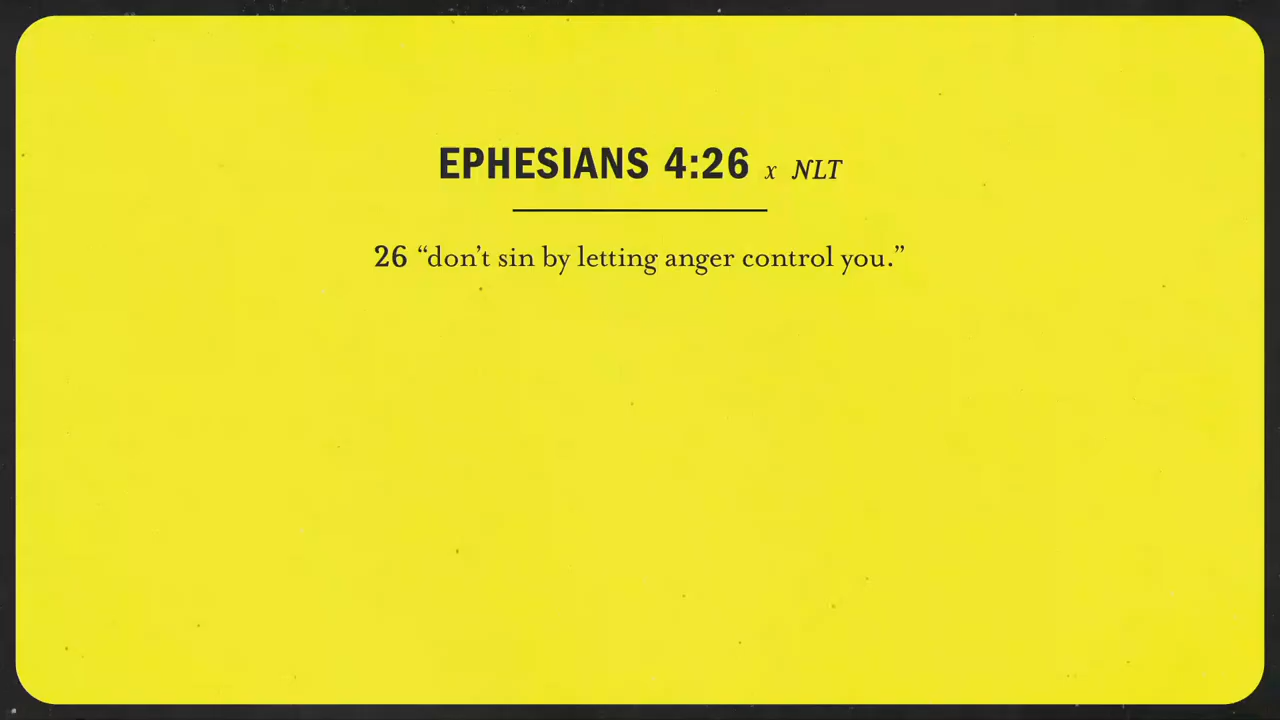 EPHESIANS 4:26 x NLT
26 “don’t sin by letting anger control you.”